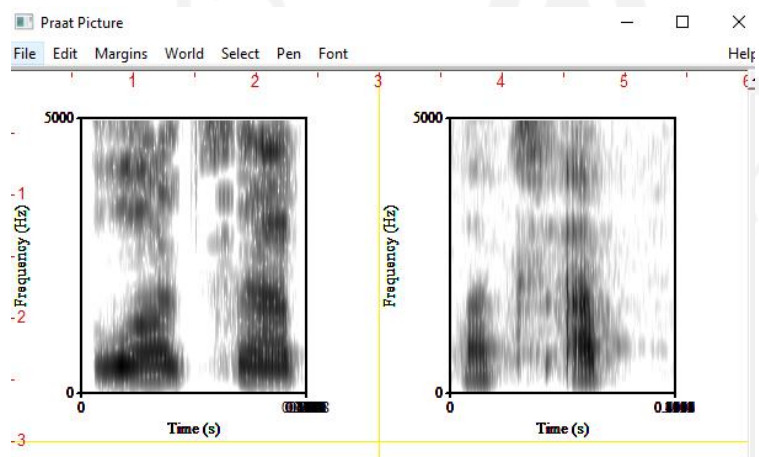 Praat Picture
File Edit Margins World Select Pen Font Help
1 2 3 4 5 6
1
2
3
5000
Frequency (Hz)
0
0
Time (s)
5000
Frequency (Hz)
0
0
Time (s)